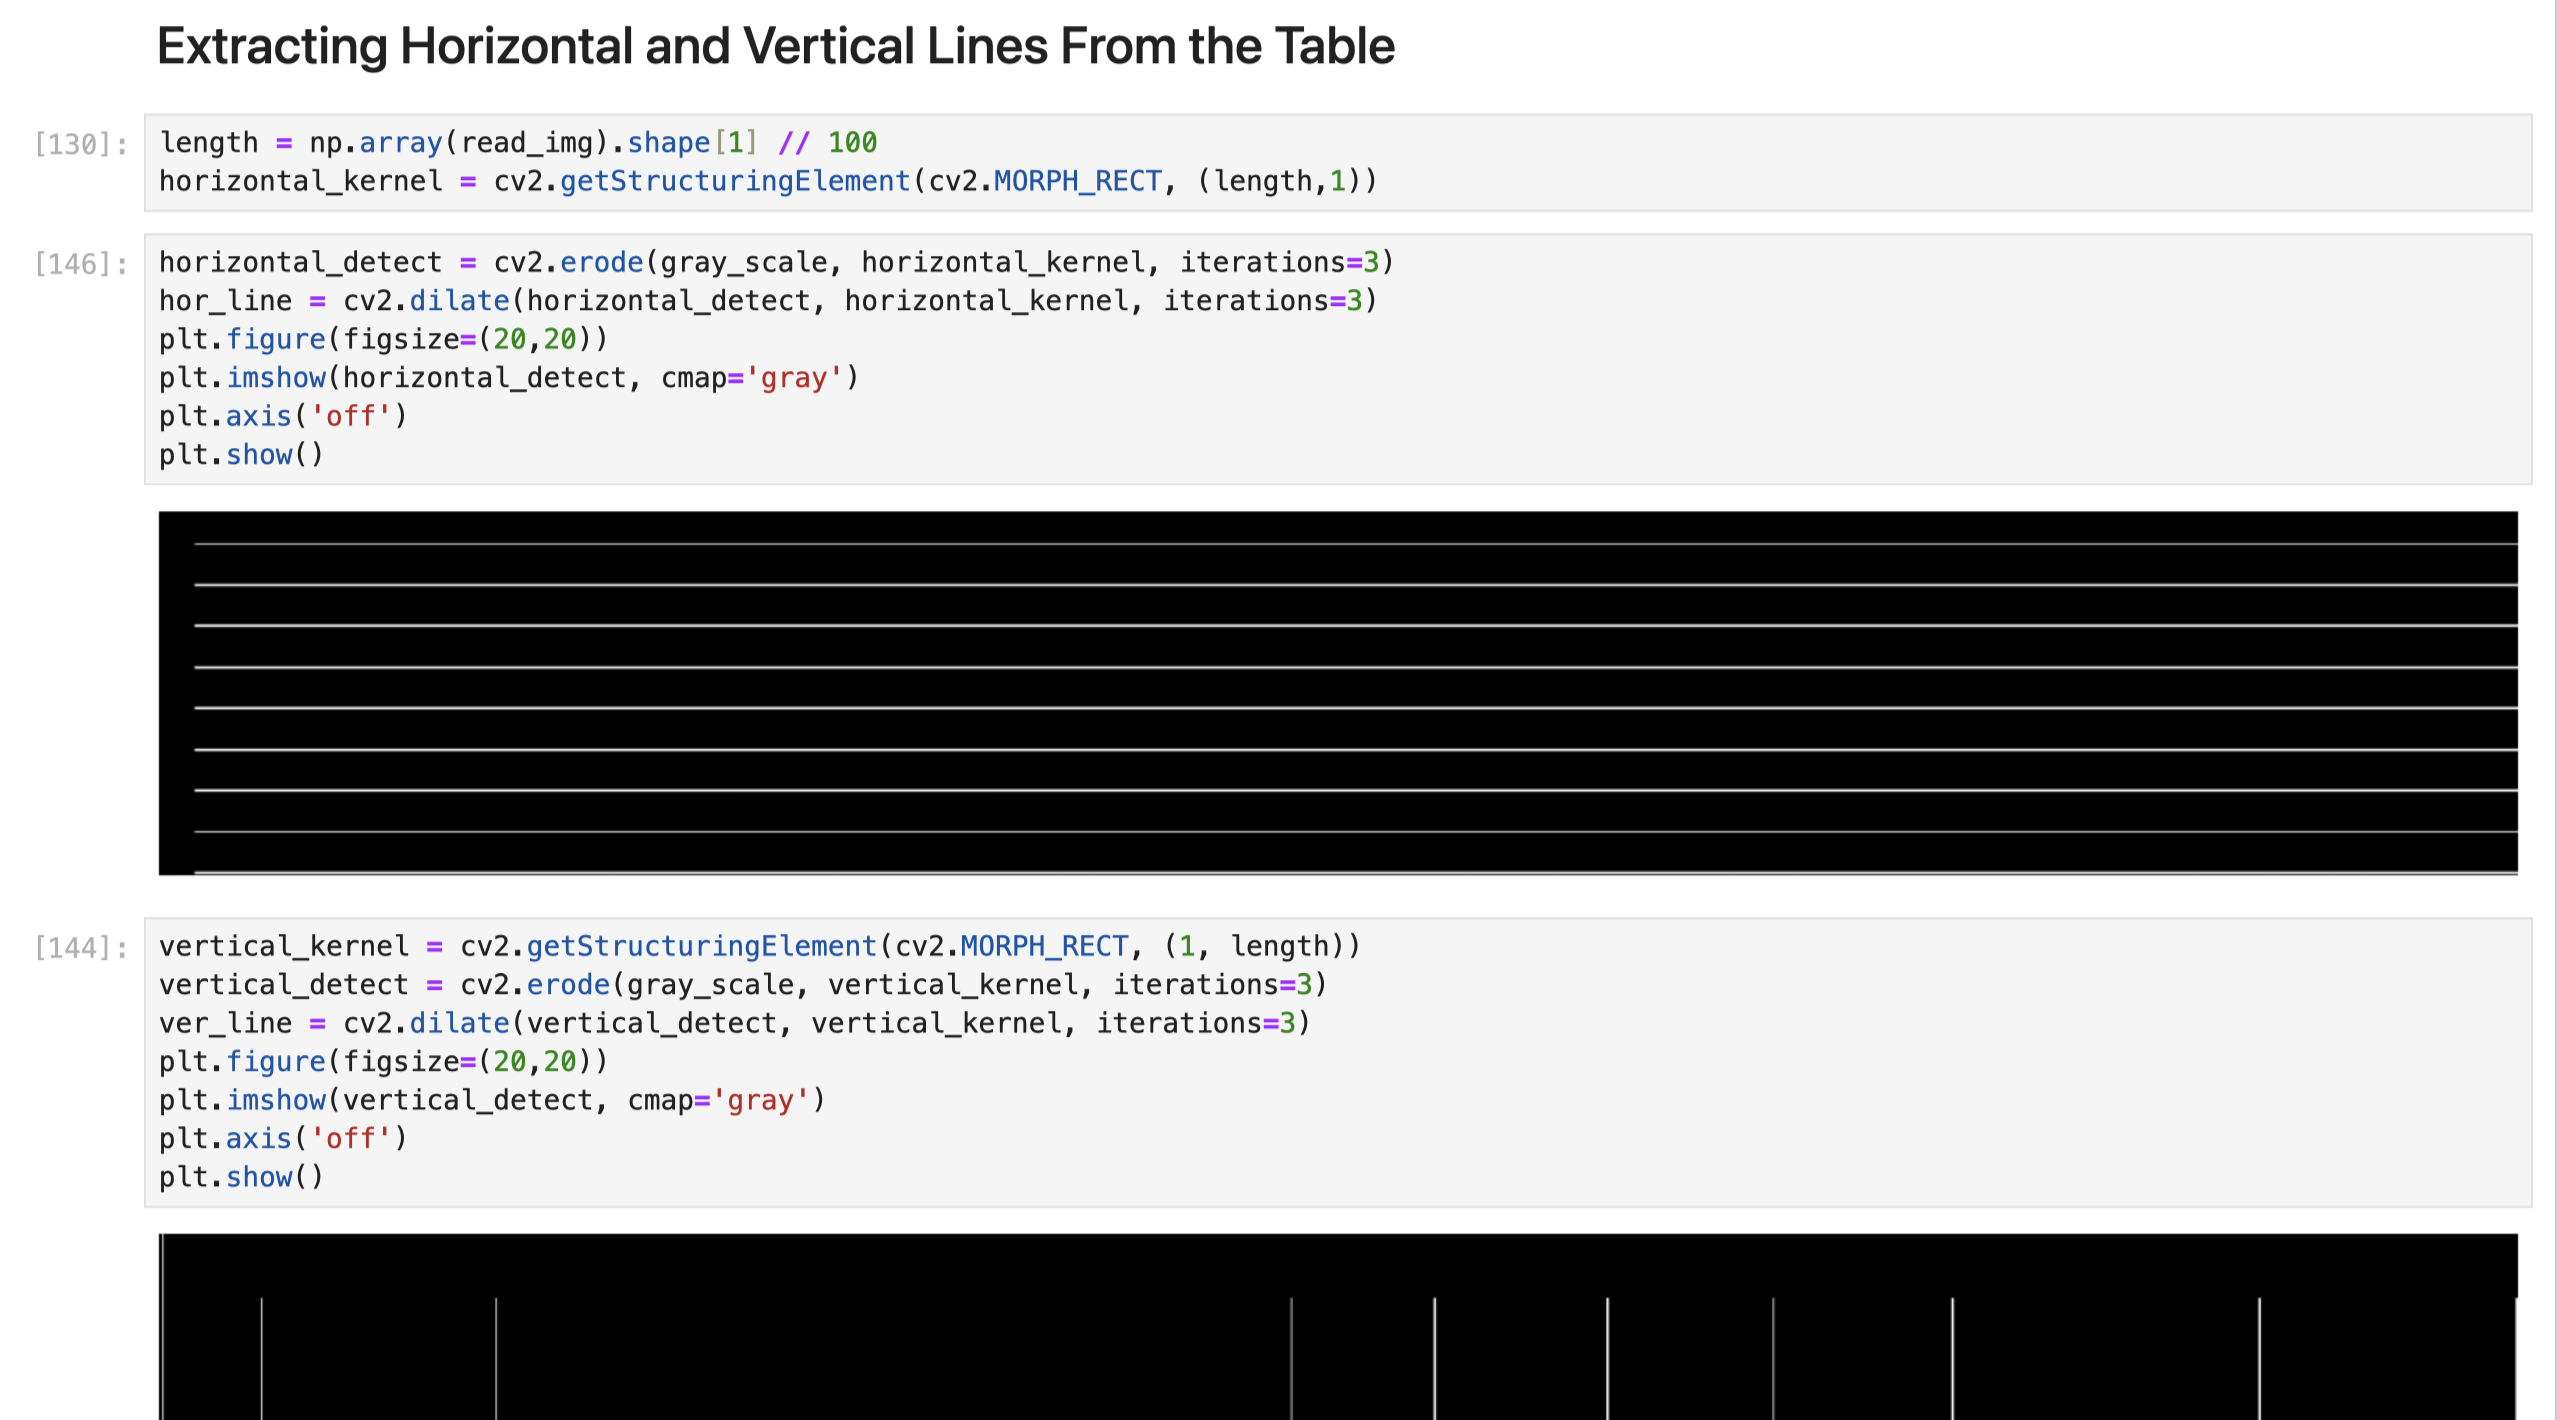 Extracting Horizontal and Vertical Lines From the Table
[130]: length = np.array(read_img).shape[1] // 100
horizontal_kernel = cv2.getStructuringElement(cv2.MORPH_RECT, (length,1))
[146]: horizontal_detect = cv2.erode(gray_scale, horizontal_kernel, iterations=3)
hor_line = cv2.dilate(horizontal_detect, horizontal_kernel, iterations=3)
plt.figure(figsize=(20,20))
plt.imshow(horizontal_detect, cmap='gray')
plt.axis('off')
plt.show()
[144]: vertical_kernel = cv2.getStructuringElement(cv2.MORPH_RECT, (1, length))
vertical_detect = cv2.erode(gray_scale, vertical_kernel, iterations=3)
ver_line = cv2.dilate(vertical_detect, vertical_kernel, iterations=3)
plt.figure(figsize=(20,20))
plt.imshow(vertical_detect, cmap='gray')
plt.axis('off')
plt.show()